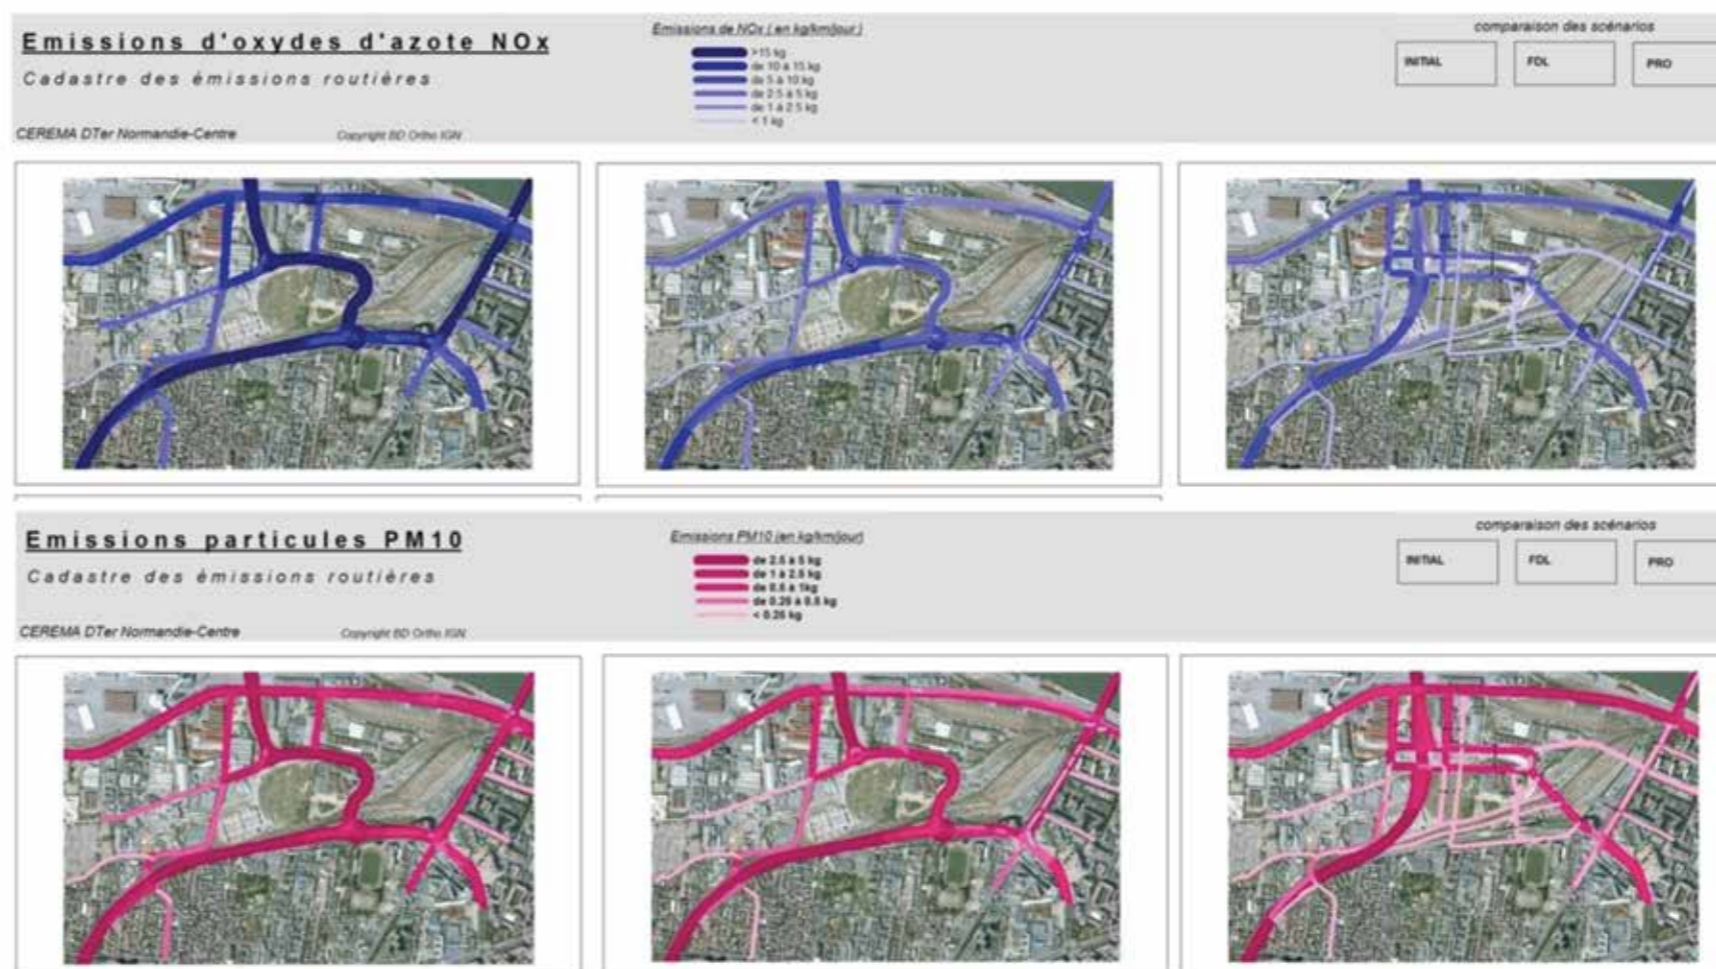 Emissions d'oxydes d'azote NOx
Cadastre des émissions routières
CEREMA DTer Normandie-Centre
Copyright BD Ortho IGN
Emissions de NOx ( en kg/km/jour )
>15 kg
de 10 à 15 kg
de 5 à 10 kg
de 2.5 à 5 kg
de 1 à 2.5 kg
< 1 kg
comparaison des scénarios
INITIAL
FDL
PRO
Emissions particules PM10
Cadastre des émissions routières
CEREMA DTer Normandie-Centre
Copyright BD Ortho IGN
Emissions PM10 (en kg/km/jour)
de 2.5 à 5 kg
de 1 à 2.5 kg
de 0.5 à 1kg
de 0.25 à 0.5 kg
< 0.25 kg
comparaison des scénarios
INITIAL
FDL
PRO